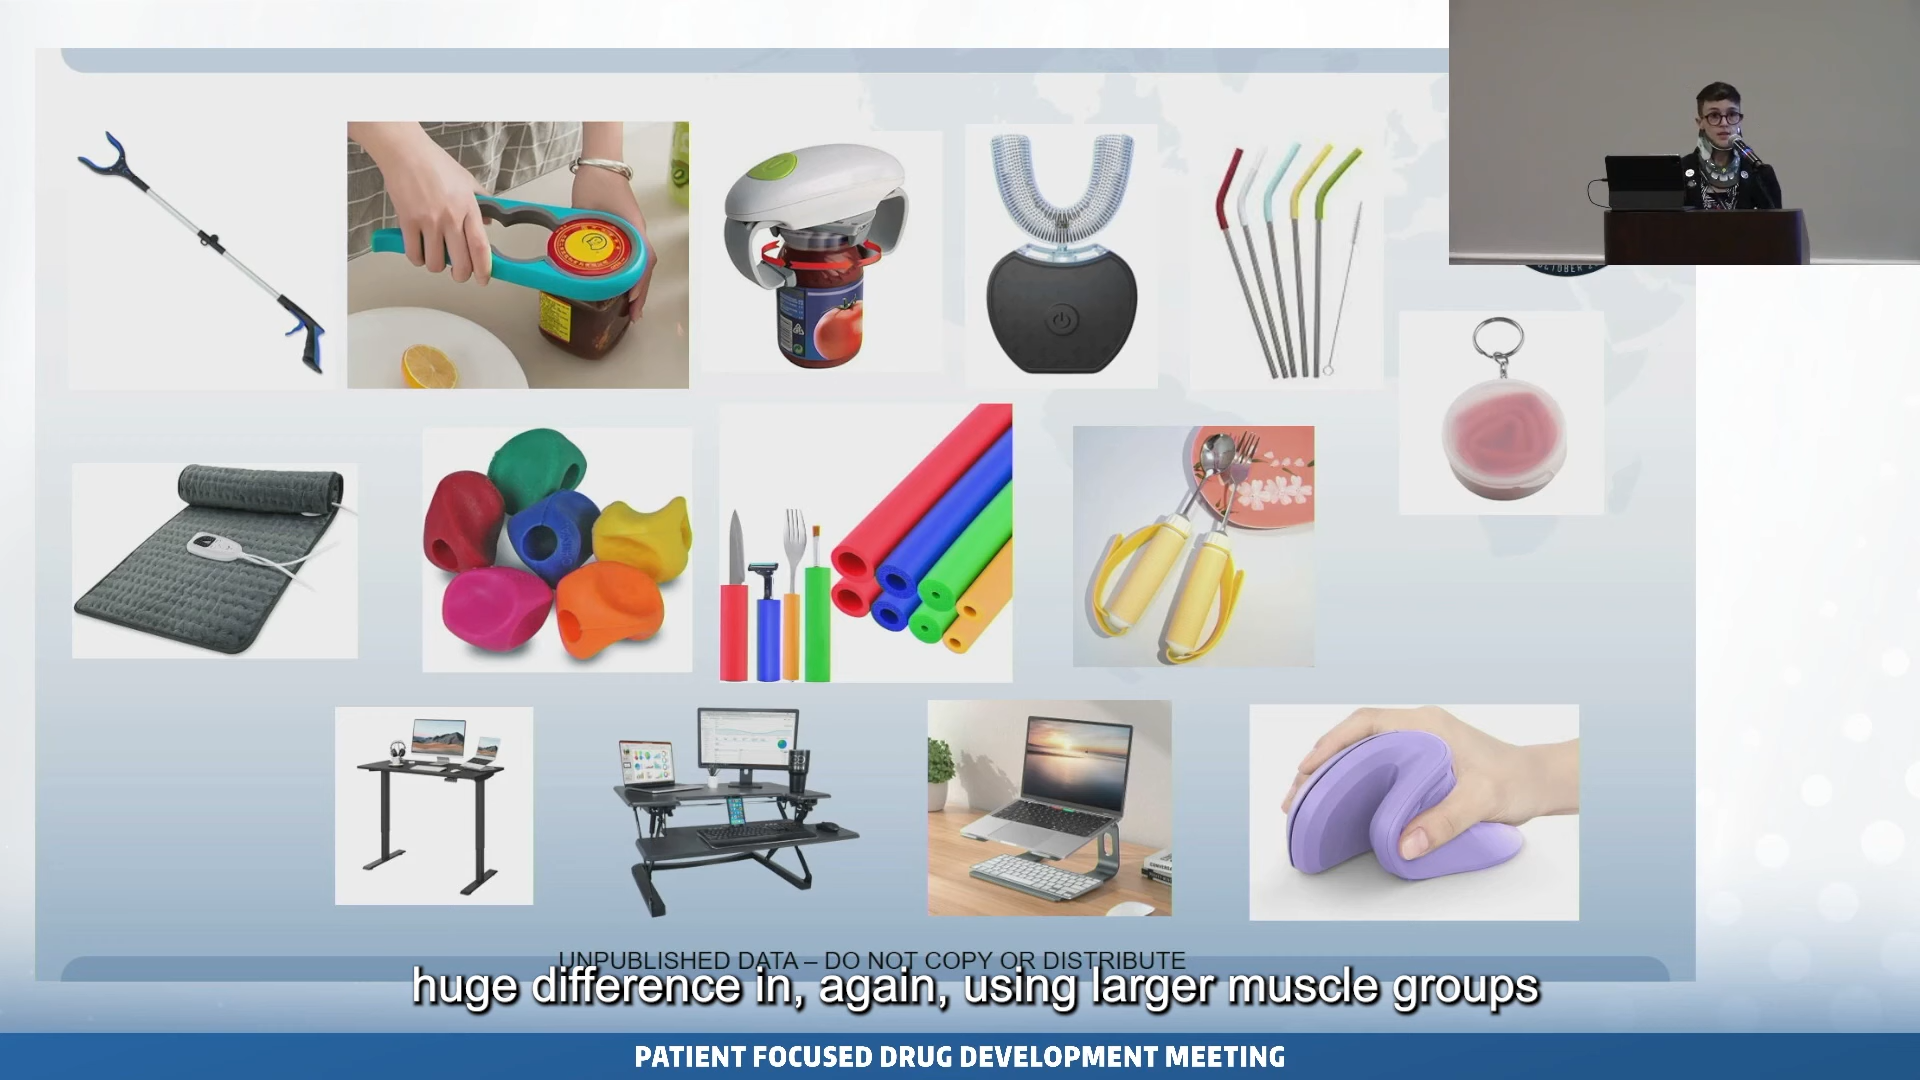 OCTOBER
UNPUBLISHED DATA – DO NOT COPY OR DISTRIBUTE
huge difference in, again, using larger muscle groups
PATIENT FOCUSED DRUG DEVELOPMENT MEETING